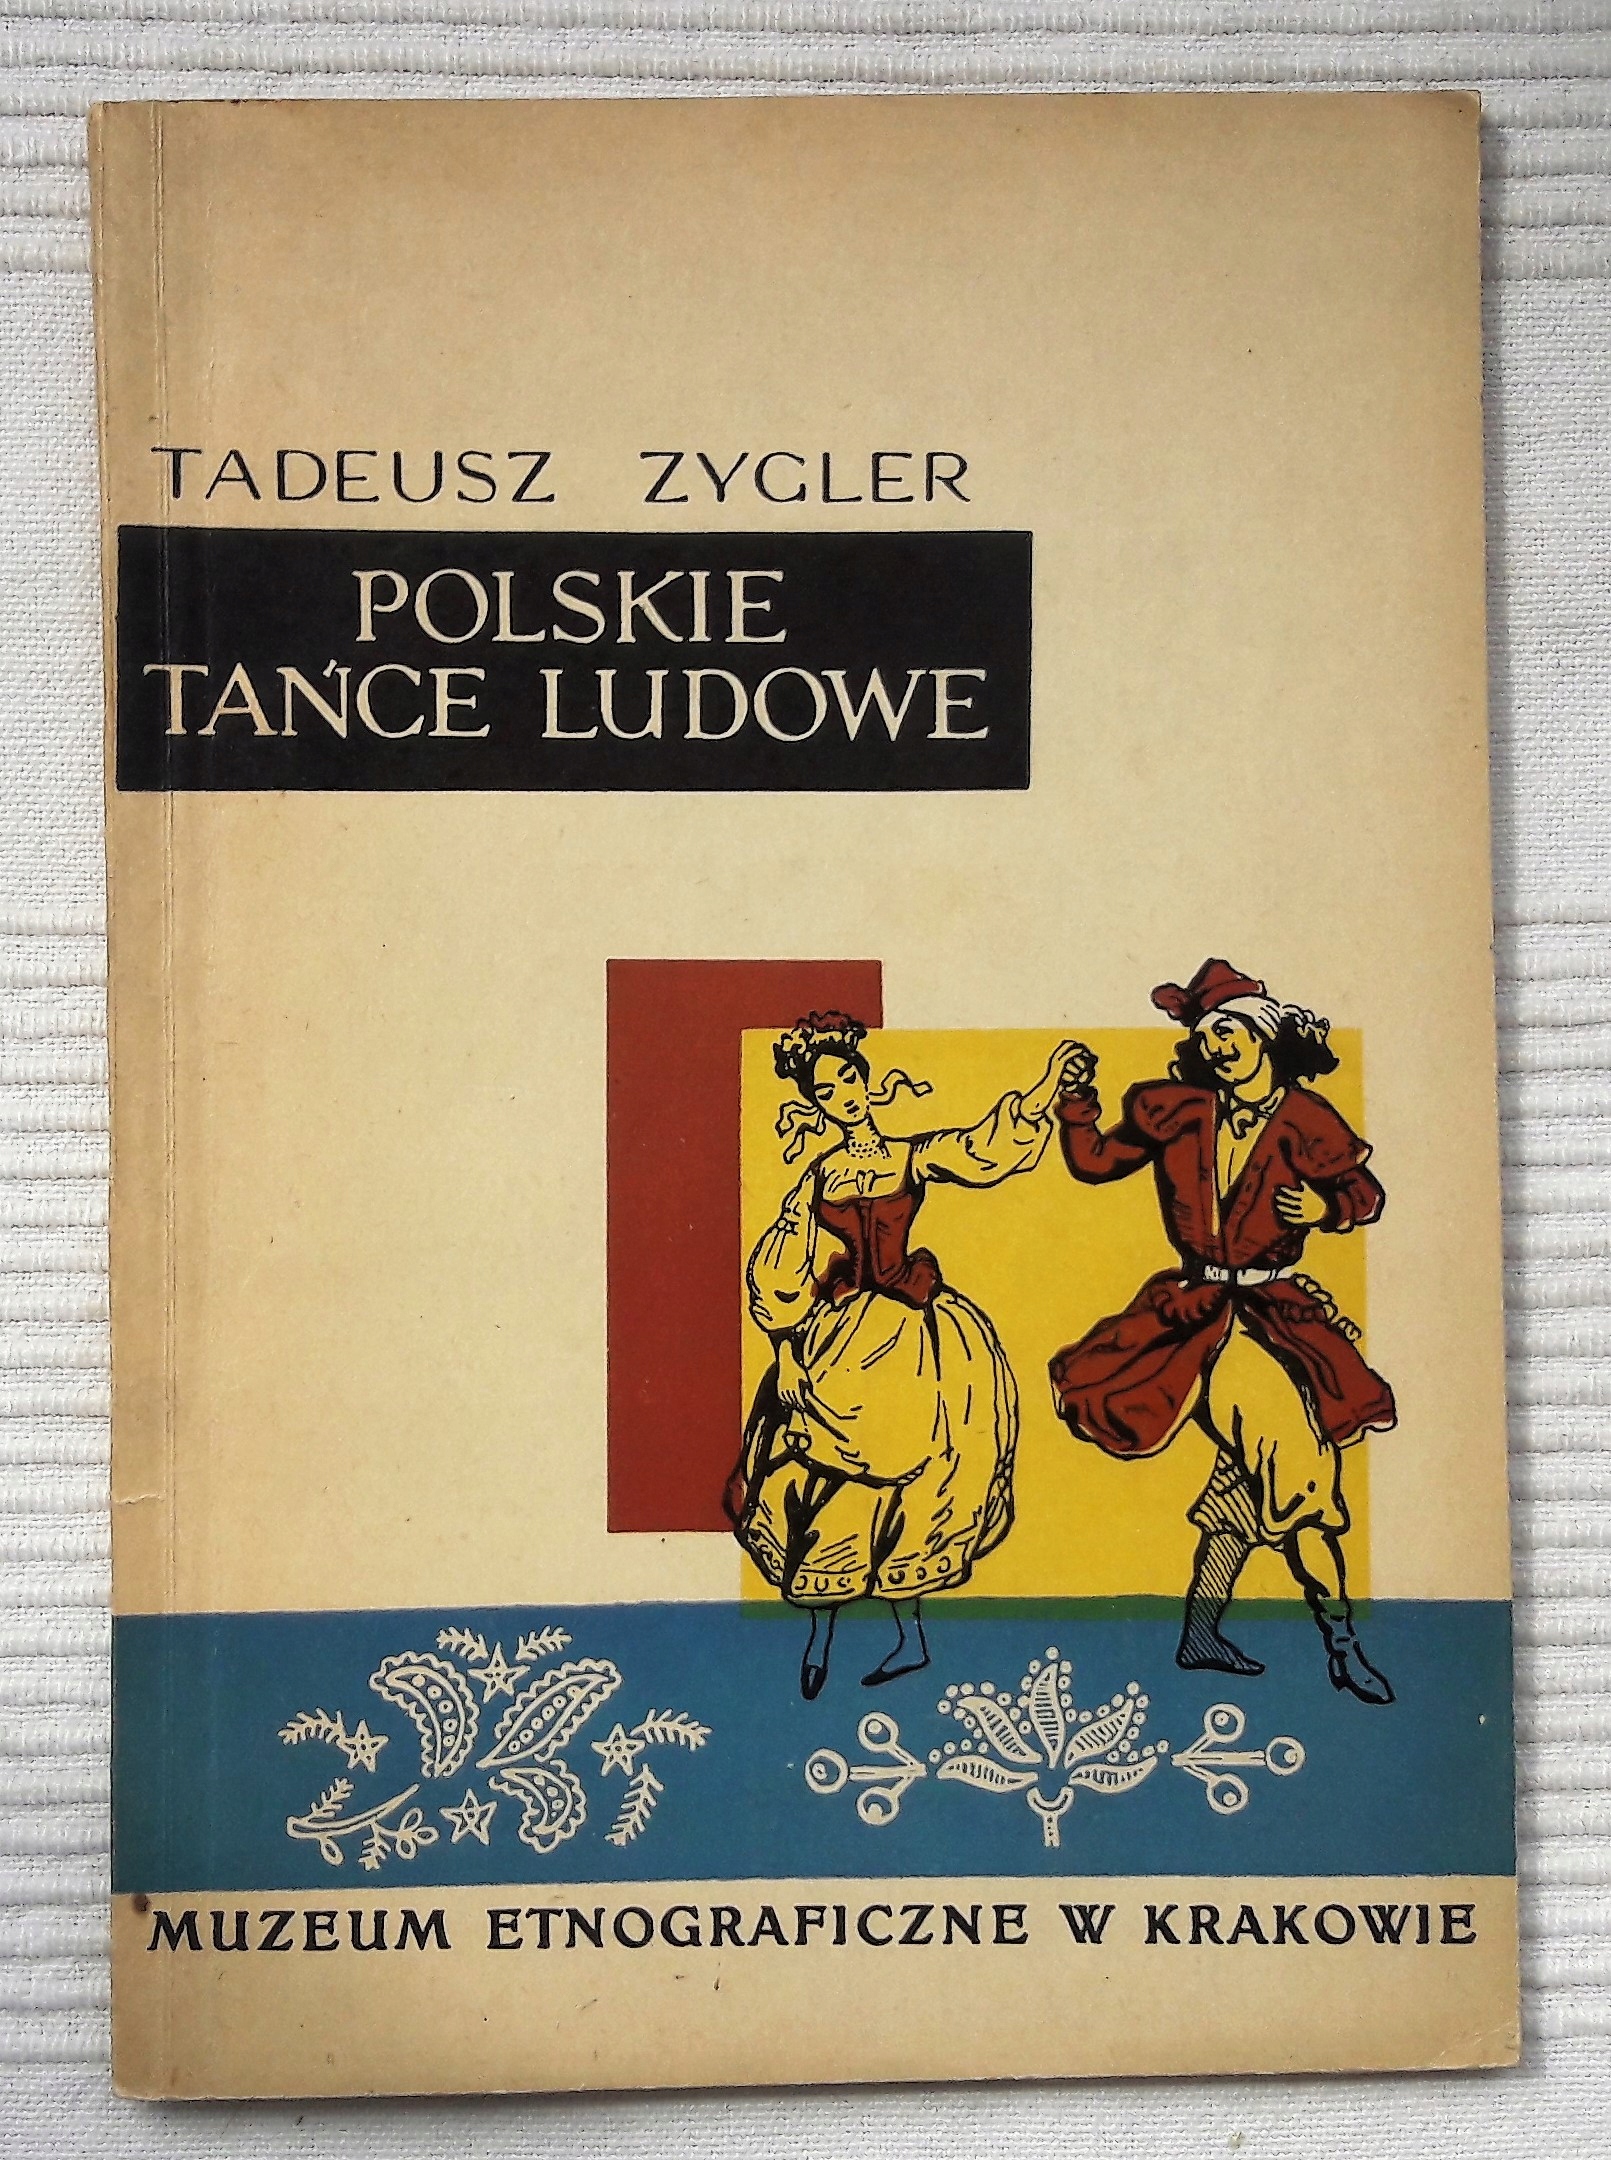 TADEUSZ ZYGLER
POLSKIE
TAŃCE LUDOWE
MUZEUM ETNOGRAFICZNE W KRAKOWIE